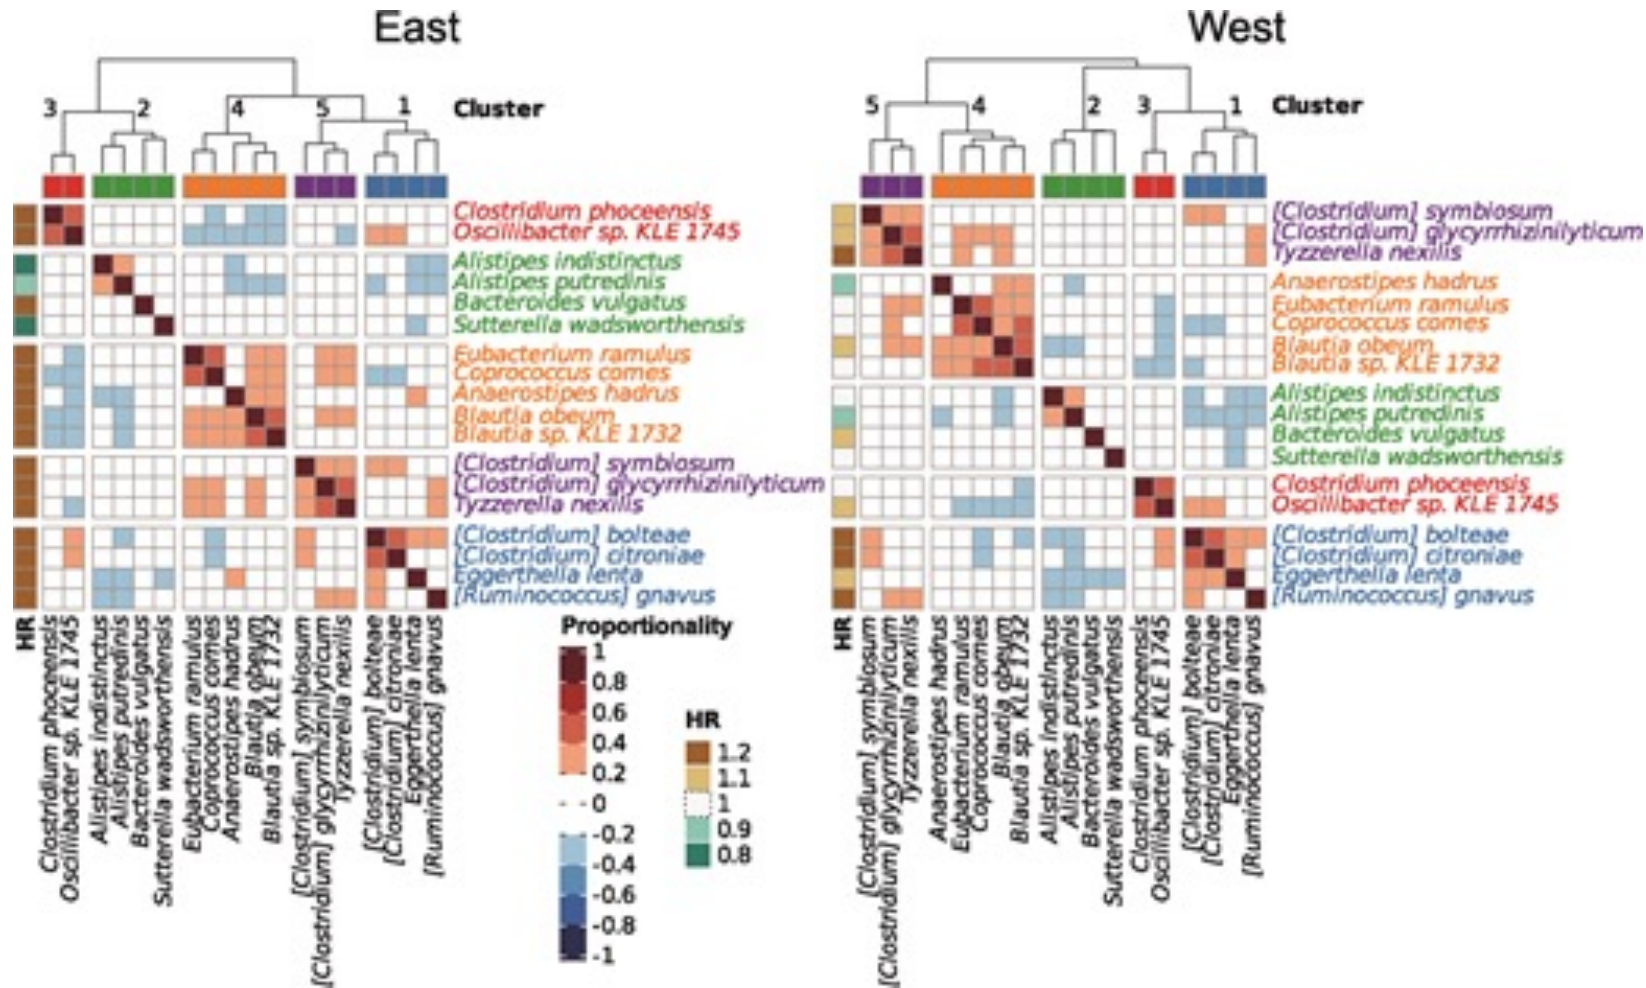 East
3
2
4
5
1
Cluster
Clostridium phoceensis
Oscillibacter sp. KLE 1745
Alistipes indistinctus
Alistipes putredinis
Bacteroides vulgatus
Sutterella wadsworthensis
Eubacterium ramulus
Coprococcus comes
Anaerostipes hadrus
Blautia obeum
Blautia sp. KLE 1732
[Clostridium] symbiosum
[Clostridium] glycyrrhizinilyticum
Tyzzerella nexilis
[Clostridium] bolteae
[Clostridium] citroniae
Eggerthella lenta
[Ruminococcus] gnavus
HR
Clostridium phoceensis
Oscillibacter sp. KLE 1745
Alistipes indistinctus
Alistipes putredinis
Bacteroides vulgatus
Sutterella wadsworthensis
Eubacterium ramulus
Coprococcus comes
Anaerostipes hadrus
Blautia obeum
Blautia sp. KLE 1732
[Clostridium] symbiosum
[Clostridium] glycyrrhizinilyticum
Tyzzerella nexilis
[Clostridium] bolteae
[Clostridium] citroniae
Eggerthella lenta
[Ruminococcus] gnavus
Proportionality
1
0.8
0.6
0.4
0.2
0
-0.2
-0.4
-0.6
-0.8
-1
HR
1.2
1.1
1
0.9
0.8
West
5
4
2
3
1
Cluster
[Clostridium] symbiosum
[Clostridium] glycyrrhizinilyticum
Tyzzerella nexilis
Anaerostipes hadrus
Eubacterium ramulus
Coprococcus comes
Blautia obeum
Blautia sp. KLE 1732
Alistipes indistinctus
Alistipes putredinis
Bacteroides vulgatus
Sutterella wadsworthensis
Clostridium phoceensis
Oscillibacter sp. KLE 1745
[Clostridium] bolteae
[Clostridium] citroniae
Eggerthella lenta
[Ruminococcus] gnavus
HR
[Clostridium] symbiosum
[Clostridium] glycyrrhizinilyticum
Tyzzerella nexilis
Anaerostipes hadrus
Eubacterium ramulus
Coprococcus comes
Blautia obeum
Blautia sp. KLE 1732
Alistipes indistinctus
Alistipes putredinis
Bacteroides vulgatus
Sutterella wadsworthensis
Clostridium phoceensis
Oscillibacter sp. KLE 1745
[Clostridium] bolteae
[Clostridium] citroniae
Eggerthella lenta
[Ruminococcus] gnavus